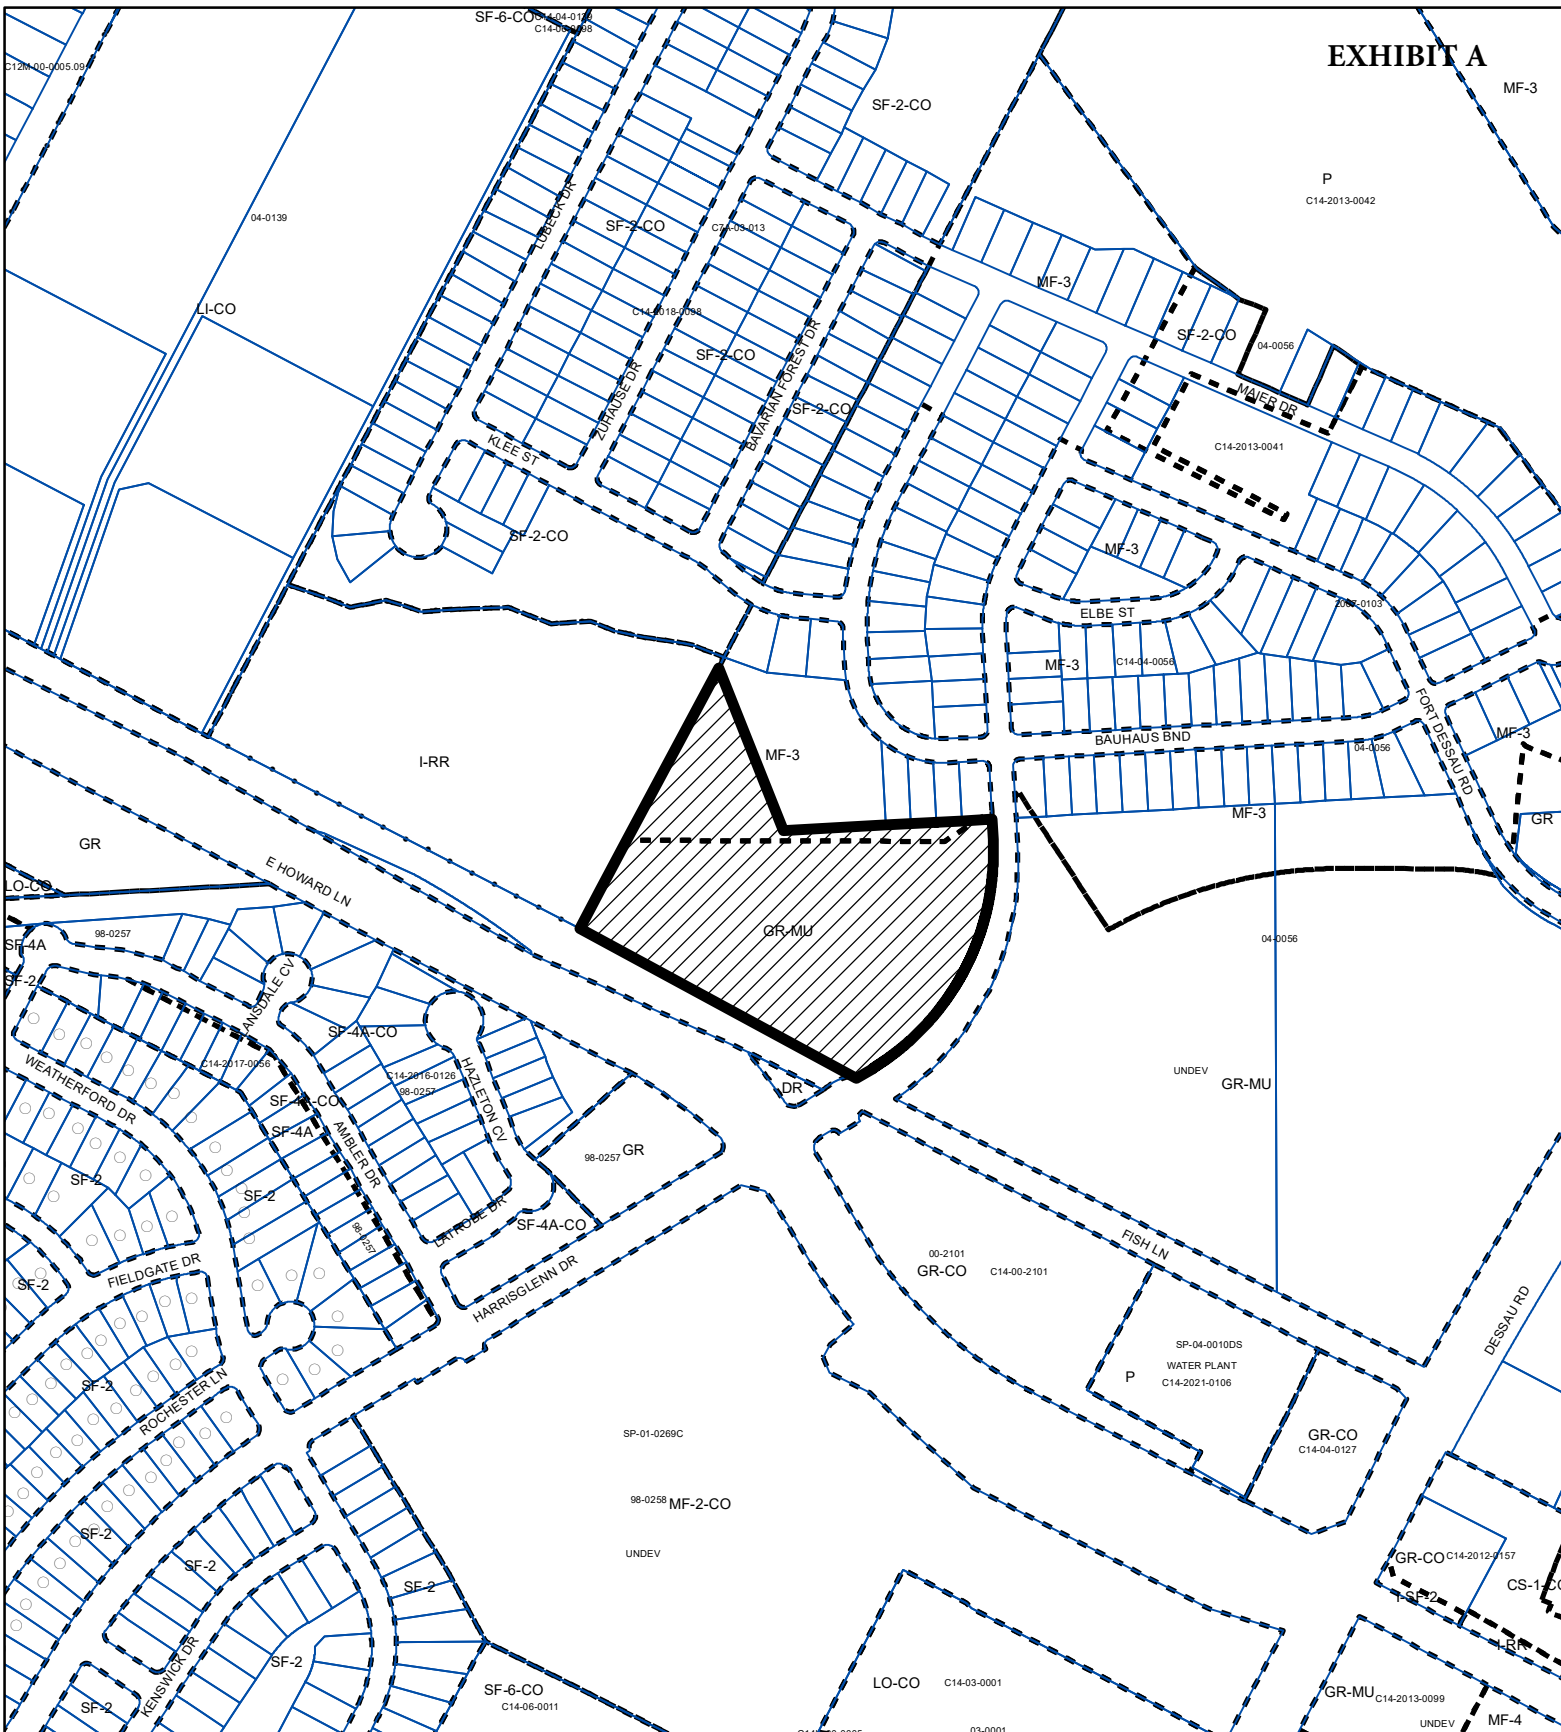 SF-6-CO
C14-04-0139
EXHIBIT A
C12M-00-0005.09
MF-3
SF-2-CO
P
C14-2013-0042
04-0139
LUBECK DR
SF-2-CO
C7A-03-013
MF-3
LI-CO
C14-2018-0098
SF-2-CO
ZUHAUSE DR
BAVARIAN FOREST DR
SF-2-CO
04-0056
SF-2-CO
MAIER DR
KLEE ST
C14-2013-0041
SF-2-CO
MF-3
ELBE ST
2007-0103
MF-3
C14-04-0056
FORT DESSAU RD
BAUHAUS BND
04-0056
MF-3
I-RR
MF-3
MF-3
GR
GR
E HOWARD LN
LO-CO
98-0257
SF-4A
GR-MU
04-0056
SF-2
LANSDALE CV
SF-4A-CO
C14-2017-0056
WEATHERFORD DR
C14-2016-0126
98-0257
HAZLETON CV
DR
UNDEV
GR-MU
SF-4A-CO
SF-4A
AMBLER DR
98-0257
GR
SF-2
SF-2
98-0257
LATROBE DR
SF-4A-CO
FISH LN
00-2101
GR-CO
C14-00-2101
FIELDGATE DR
SF-2
HARRISGLENN DR
DESSAU RD
SP-04-0010DS
WATER PLANT
P
C14-2021-0106
SF-2
ROCHESTER LN
SP-01-0269C
GR-CO
C14-04-0127
98-0258
MF-2-CO
SF-2
UNDEV
SF-2
SF-2
GR-CO
C14-2012-0157
CS-1-CO
I-SF-2
I-RR
KENSWICK DR
SF-2
SF-2
SF-6-CO
C14-06-0011
LO-CO
C14-03-0001
03-0001
GR-MU
C14-2013-0099
UNDEV
MF-4